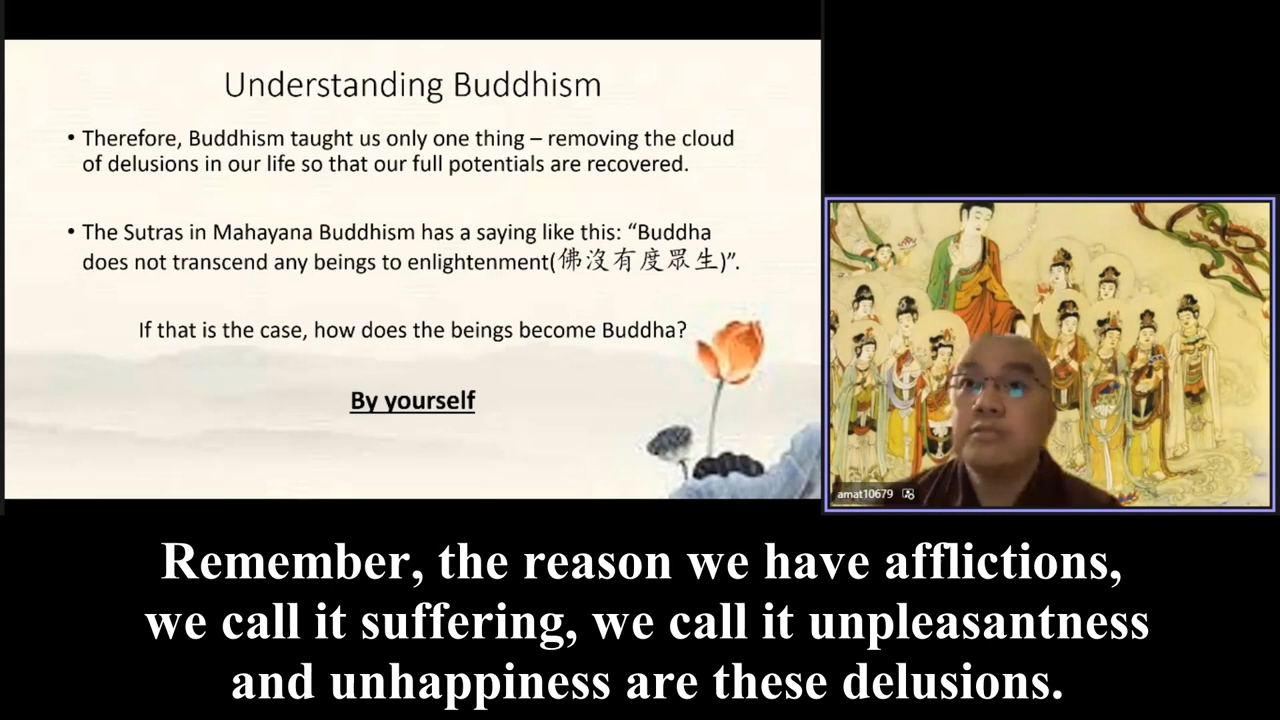 Understanding Buddhism
• Therefore, Buddhism taught us only one thing – removing the cloud
of delusions in our life so that our full potentials are recovered.
• The Sutras in Mahayana Buddhism has a saying like this: “Buddha
does not transcend any beings to enlightenment(佛沒有度眾生)”.
If that is the case, how does the beings become Buddha?
By yourself
amat10679
Remember, the reason we have afflictions,
we call it suffering, we call it unpleasantness
and unhappiness are these delusions.